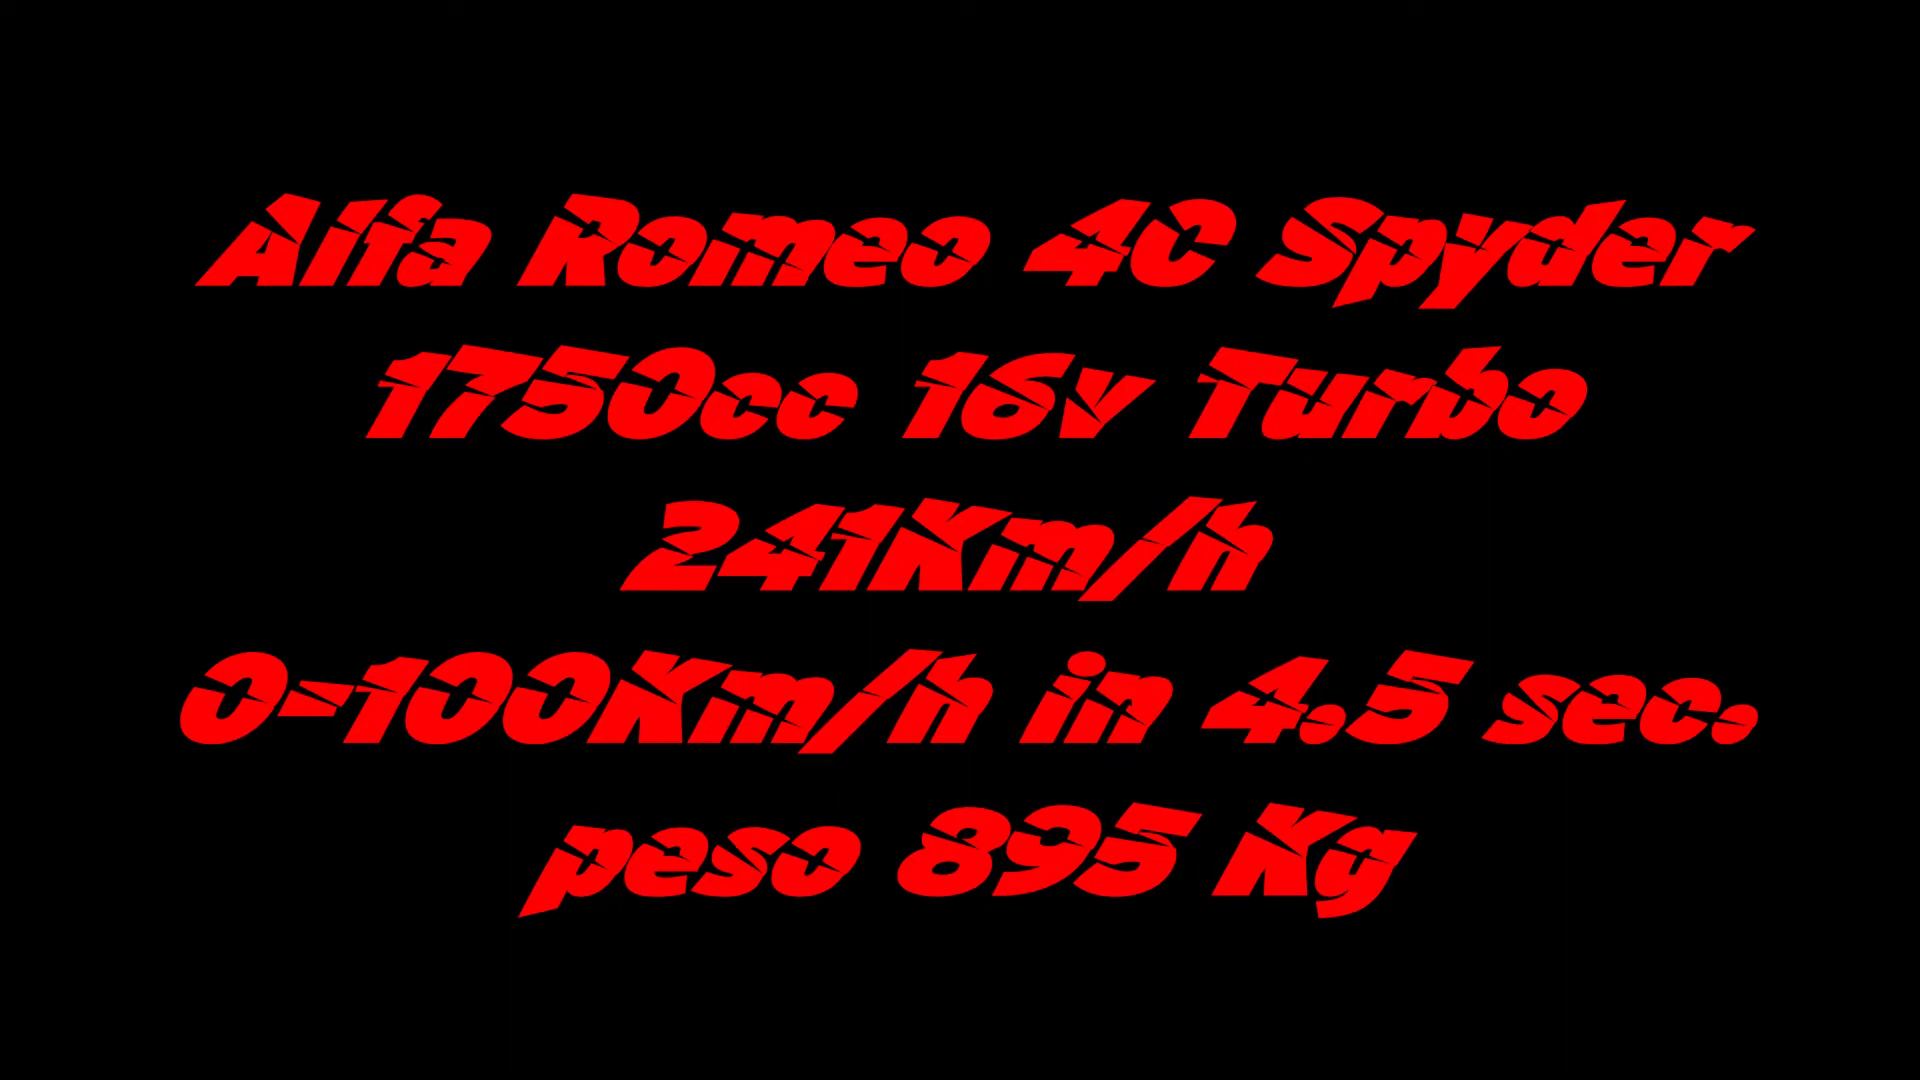 Alfa Romeo 4C Spyder
1750cc 16v Turbo
241Km/h
0-100Km/h in 4.5 sec.
peso 895 Kg